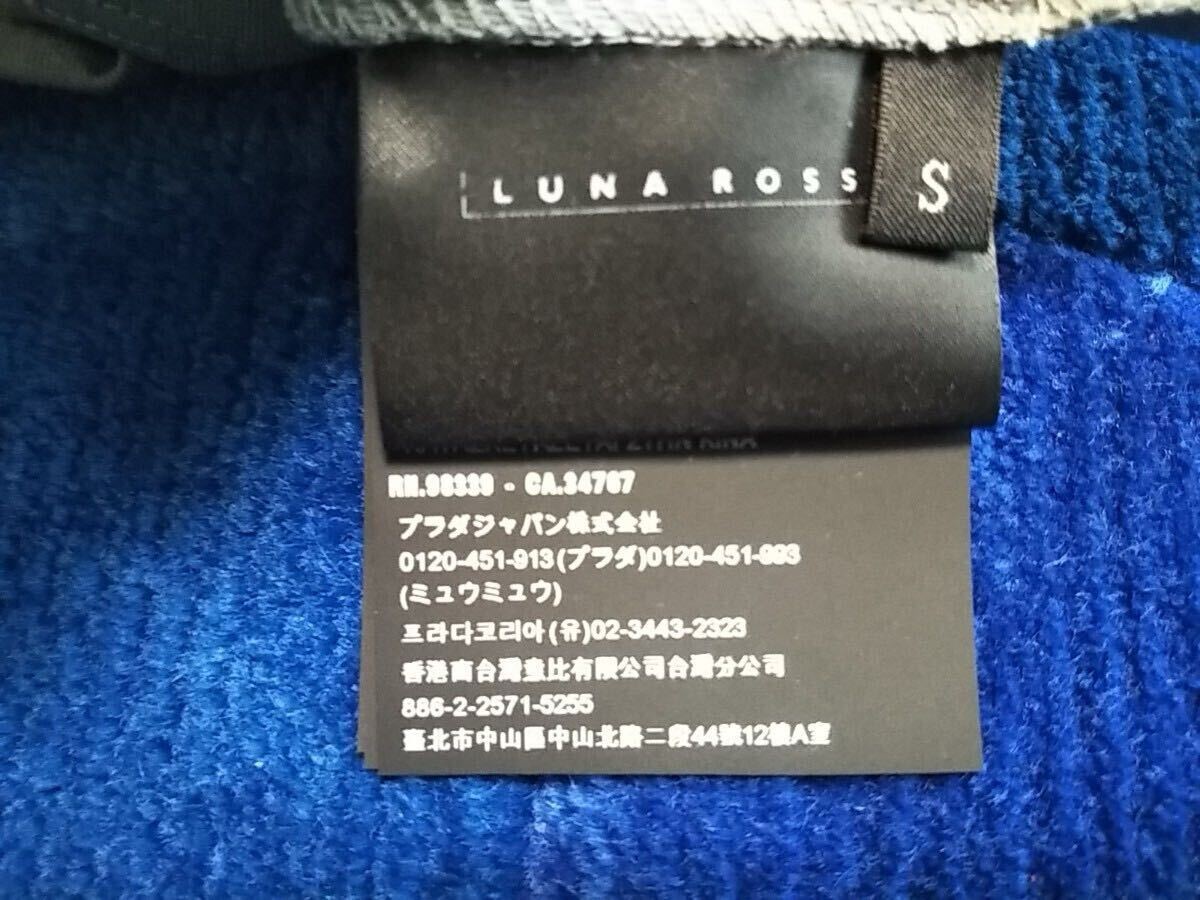 LUNA ROSS
S
RN.98339 - CA.34767
プラダジャパン株式会社
0120-451-913(プラダ)0120-451-993
(ミュウミュウ)
프라다코리아(유)02-3443-2323
香港商台灣意比有限公司台灣分公司
886-2-2571-5255
臺北市中山區中山北路二段44號12樓A室